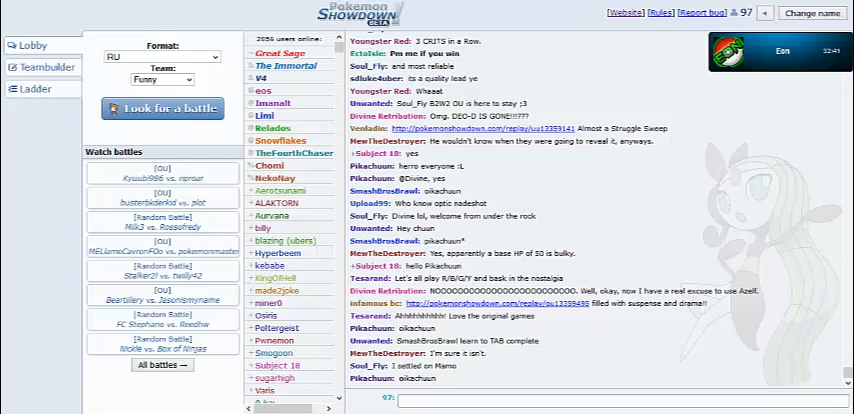 Pokemon
SHOWDOWN
BETA
[Website] [Rules] [Report bug] 97 Change name
Lobby
Teambuilder
Ladder
Format:
RU
Team:
Funny
Look for a battle
Watch battles
[OU]
Kyuubi986 vs. riproar
[OU]
busterbkderkid vs. plot
[Random Battle]
Milk3 vs. Rossofredy
[OU]
MELlamoCavronFOo vs. pokemonmaster
[Random Battle]
Stalker2l vs. twilly42
[Random Battle]
Beartillery vs. Jasonismyname
[Random Battle]
FC Stephano vs. Reedhw
[Random Battle]
Nickle vs. Box of Ninjas
All battles →
2056 users online:
&Great Sage
&The Immortal
&V4
@eos
@Imanalt
@Liml
@Relados
@Snowflakes
@TheFourthChaser
%Chomi
%NekoNay
+Aerotsunami
+ALAKTORN
+Aurvana
+billy
+blazing (ubers)
+Hyperbeem
+kebabe
+KingOfHell
+made2joke
+miner0
+Osiris
+Poltergeist
+Pwnemon
+Smogoon
+Subject 18
+sugarhigh
+Varis
Youngster Red: 3 CRITS in a Row.
EctoIsle: Pm me if you win
Soul_Fly: and most reliable
sdluke4uber: its a quality lead ye
Youngster Red: Whaaat
Unwanted: Soul_Fly B2W2 OU is here to stay ;3
Divine Retribution: Omg. DEO-D IS GONE!!!???
Venladin: http://pokemonshowdown.com/replay/uu13359141 Almost a Struggle Sweep
MewTheDestroyer: He wouldn't know when they were going to reveal it, anyways.
+Subject 18: yes
Pikachuun: herro everyone :L
Pikachuun: @Divine, yes
SmashBrosBrawl: oikachuun
Upload99: Who know optic nadeshot
Soul_Fly: Divine lol, welcome from under the rock
Unwanted: Hey chuun
SmashBrosBrawl: pikachuun*
MewTheDestroyer: Yes, apparently a base HP of 50 is bulky.
+Subject 18: hello Pikachuun
Tesarand: Let's all play R/B/G/Y and bask in the nostalgia
Divine Retribution: NOOOOOOOOOOOOOOOOOOOOOOOOO. Well, okay, now I have a real excuse to use Azelf.
infamous bc: http://pokemonshowdown.com/replay/ou13359495 filled with suspense and drama!!
Tesarand: Ahhhhhhhhhh! Love the original games
Pikachuun: oikachuun
Unwanted: SmashBrosBrawl learn to TAB complete
MewTheDestroyer: I'm sure it isn't.
Soul_Fly: I settled on Mamo
Pikachuun: oikachuun
97:
EON
Eon
22:41